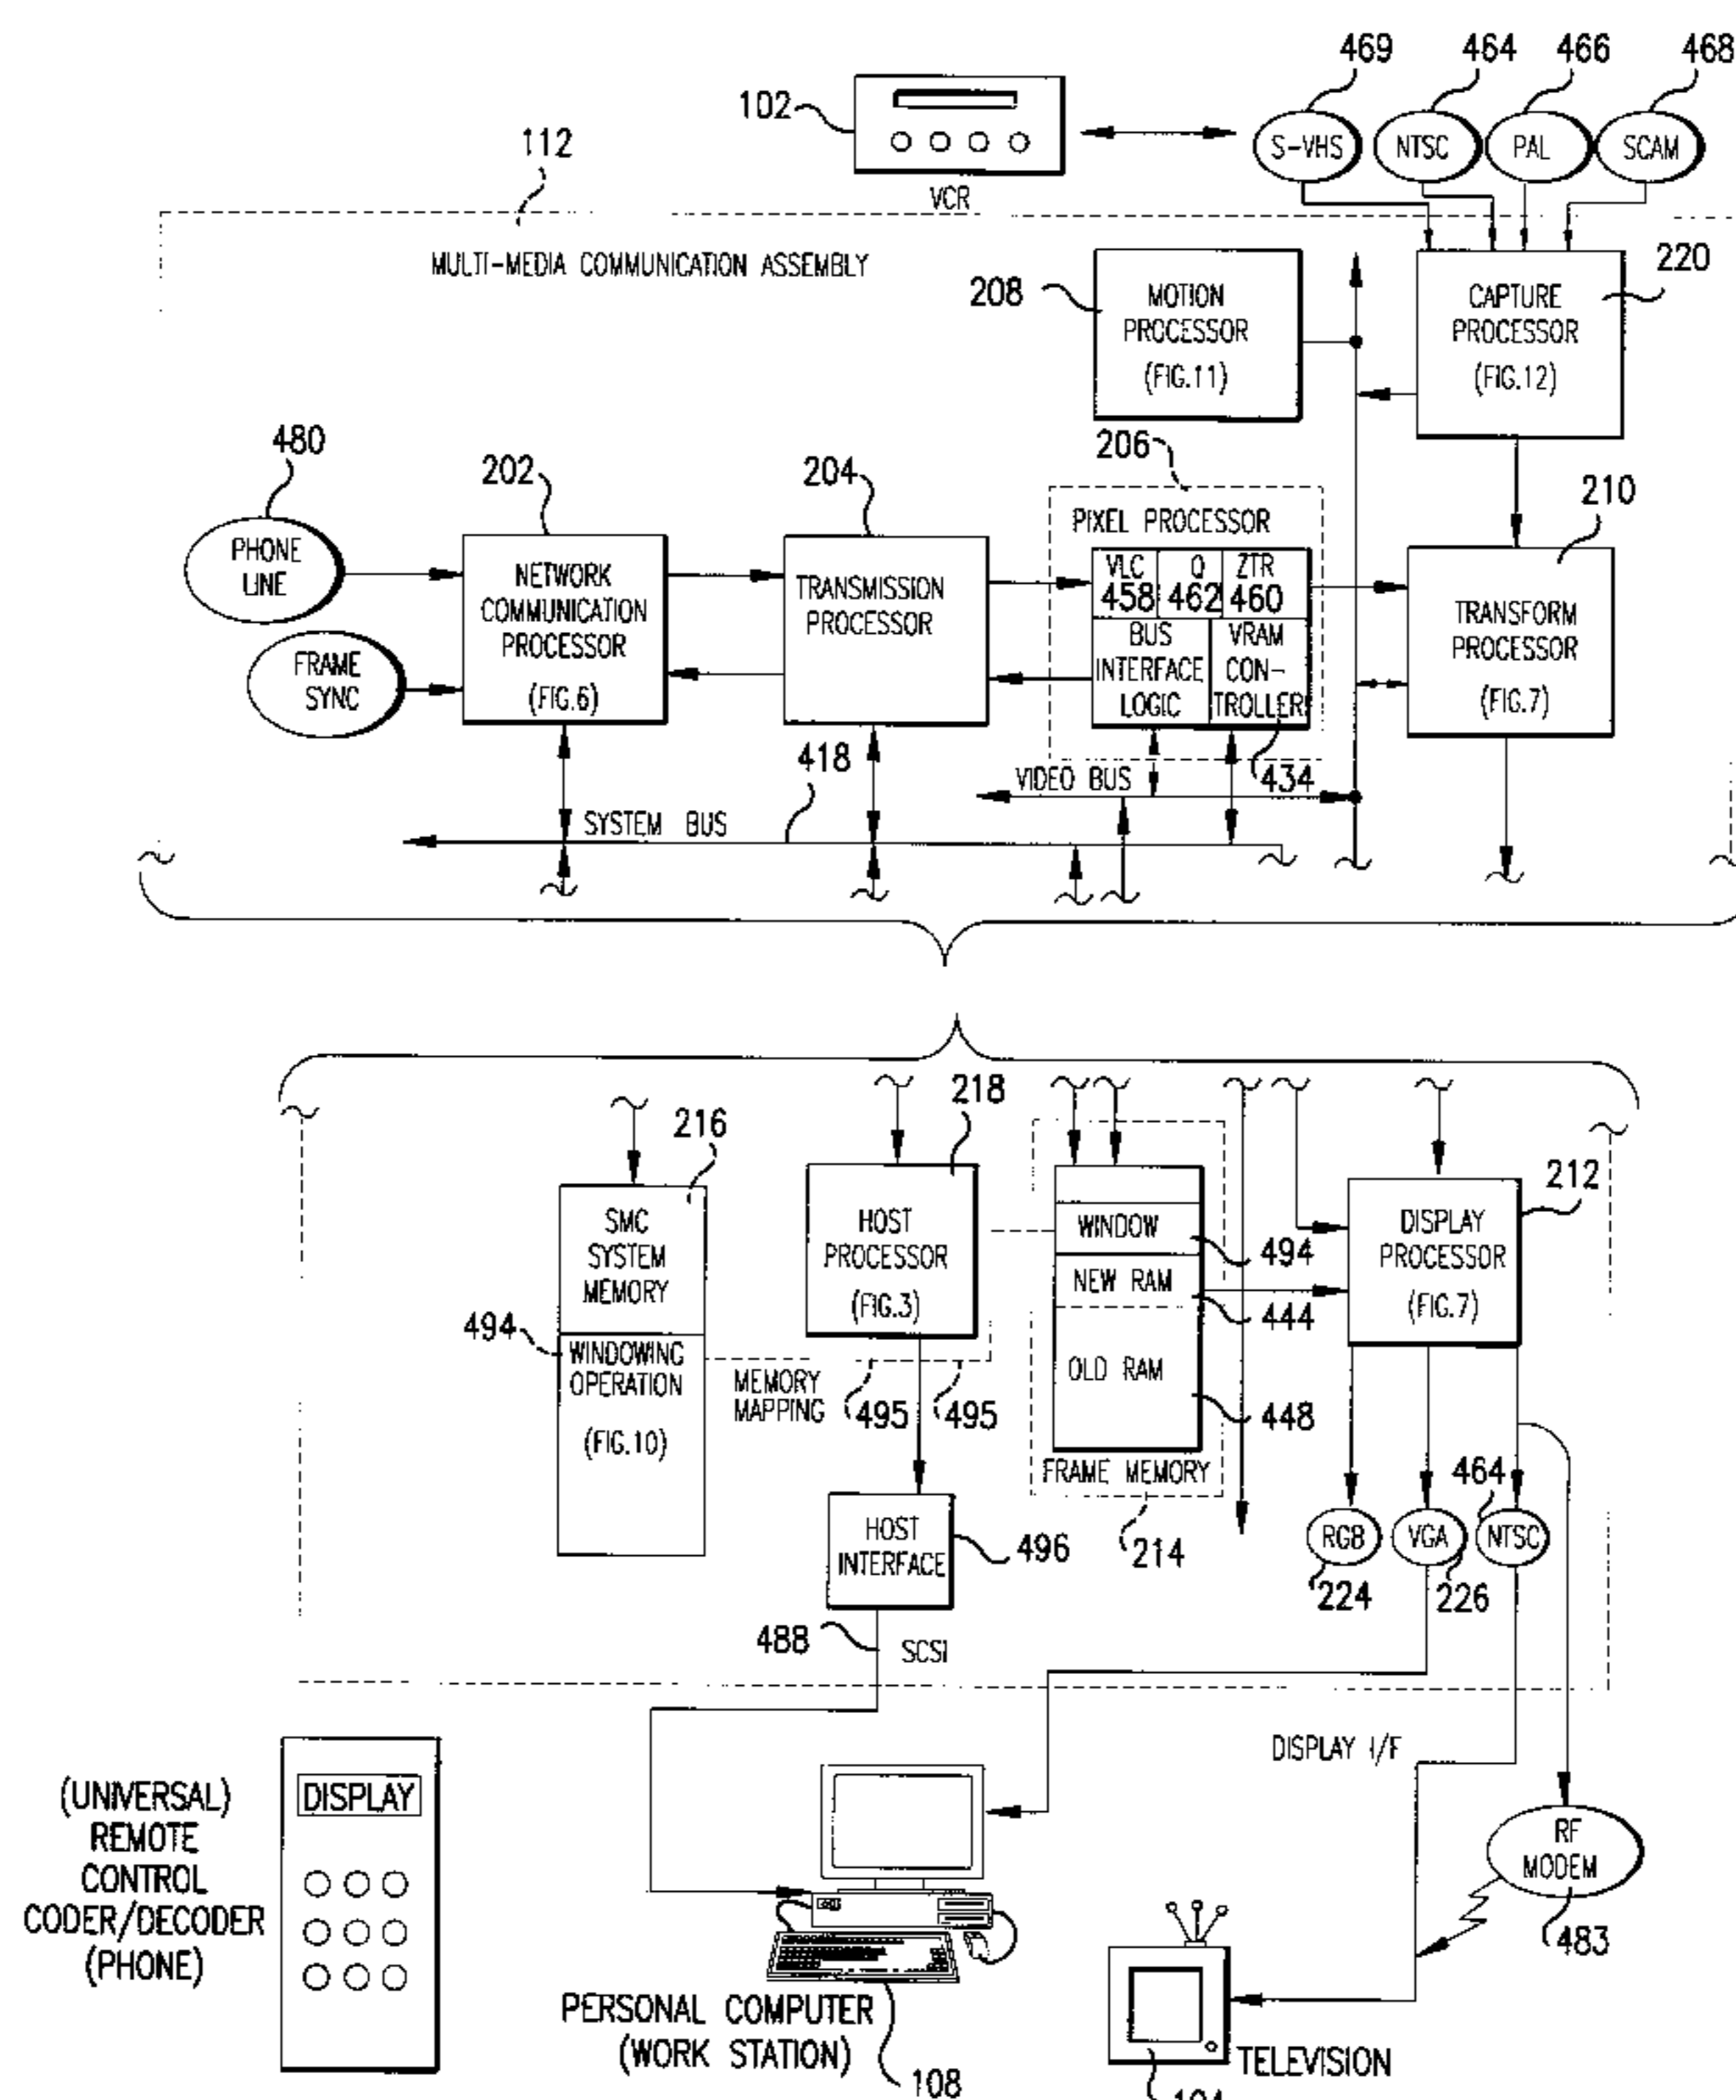 469 464 466 468
102
S-VHS NTSC PAL SCAM
112
VCR
MULTI-MEDIA COMMUNICATION ASSEMBLY
220
208
MOTION
PROCESSOR
(FIG.11)
CAPTURE
PROCESSOR
(FIG.12)
480
202
204
206
210
PHONE
LINE
FRAME
SYNC
NETWORK
COMMUNICATION
PROCESSOR
(FIG.6)
TRANSMISSION
PROCESSOR
PIXEL PROCESSOR
VLC Q ZTR
458 462 460
BUS
INTERFACE
LOGIC
VRAM
CON-
TROLLER
TRANSFORM
PROCESSOR
(FIG.7)
418
VIDEO BUS
434
SYSTEM BUS
216
218
212
SMC
SYSTEM
MEMORY
HOST
PROCESSOR
(FIG.3)
WINDOW
494
NEW RAM
444
DISPLAY
PROCESSOR
(FIG.7)
494
WINDOWING
OPERATION
(FIG.10)
MEMORY
MAPPING
495 495
OLD RAM
448
FRAME MEMORY
464
214
HOST
INTERFACE
496
RGB VGA NTSC
224 226
488 SCSI
DISPLAY I/F
(UNIVERSAL)
REMOTE
CONTROL
CODER/DECODER
(PHONE)
DISPLAY
RF
MODEM
483
PERSONAL COMPUTER
(WORK STATION)
108
TELEVISION